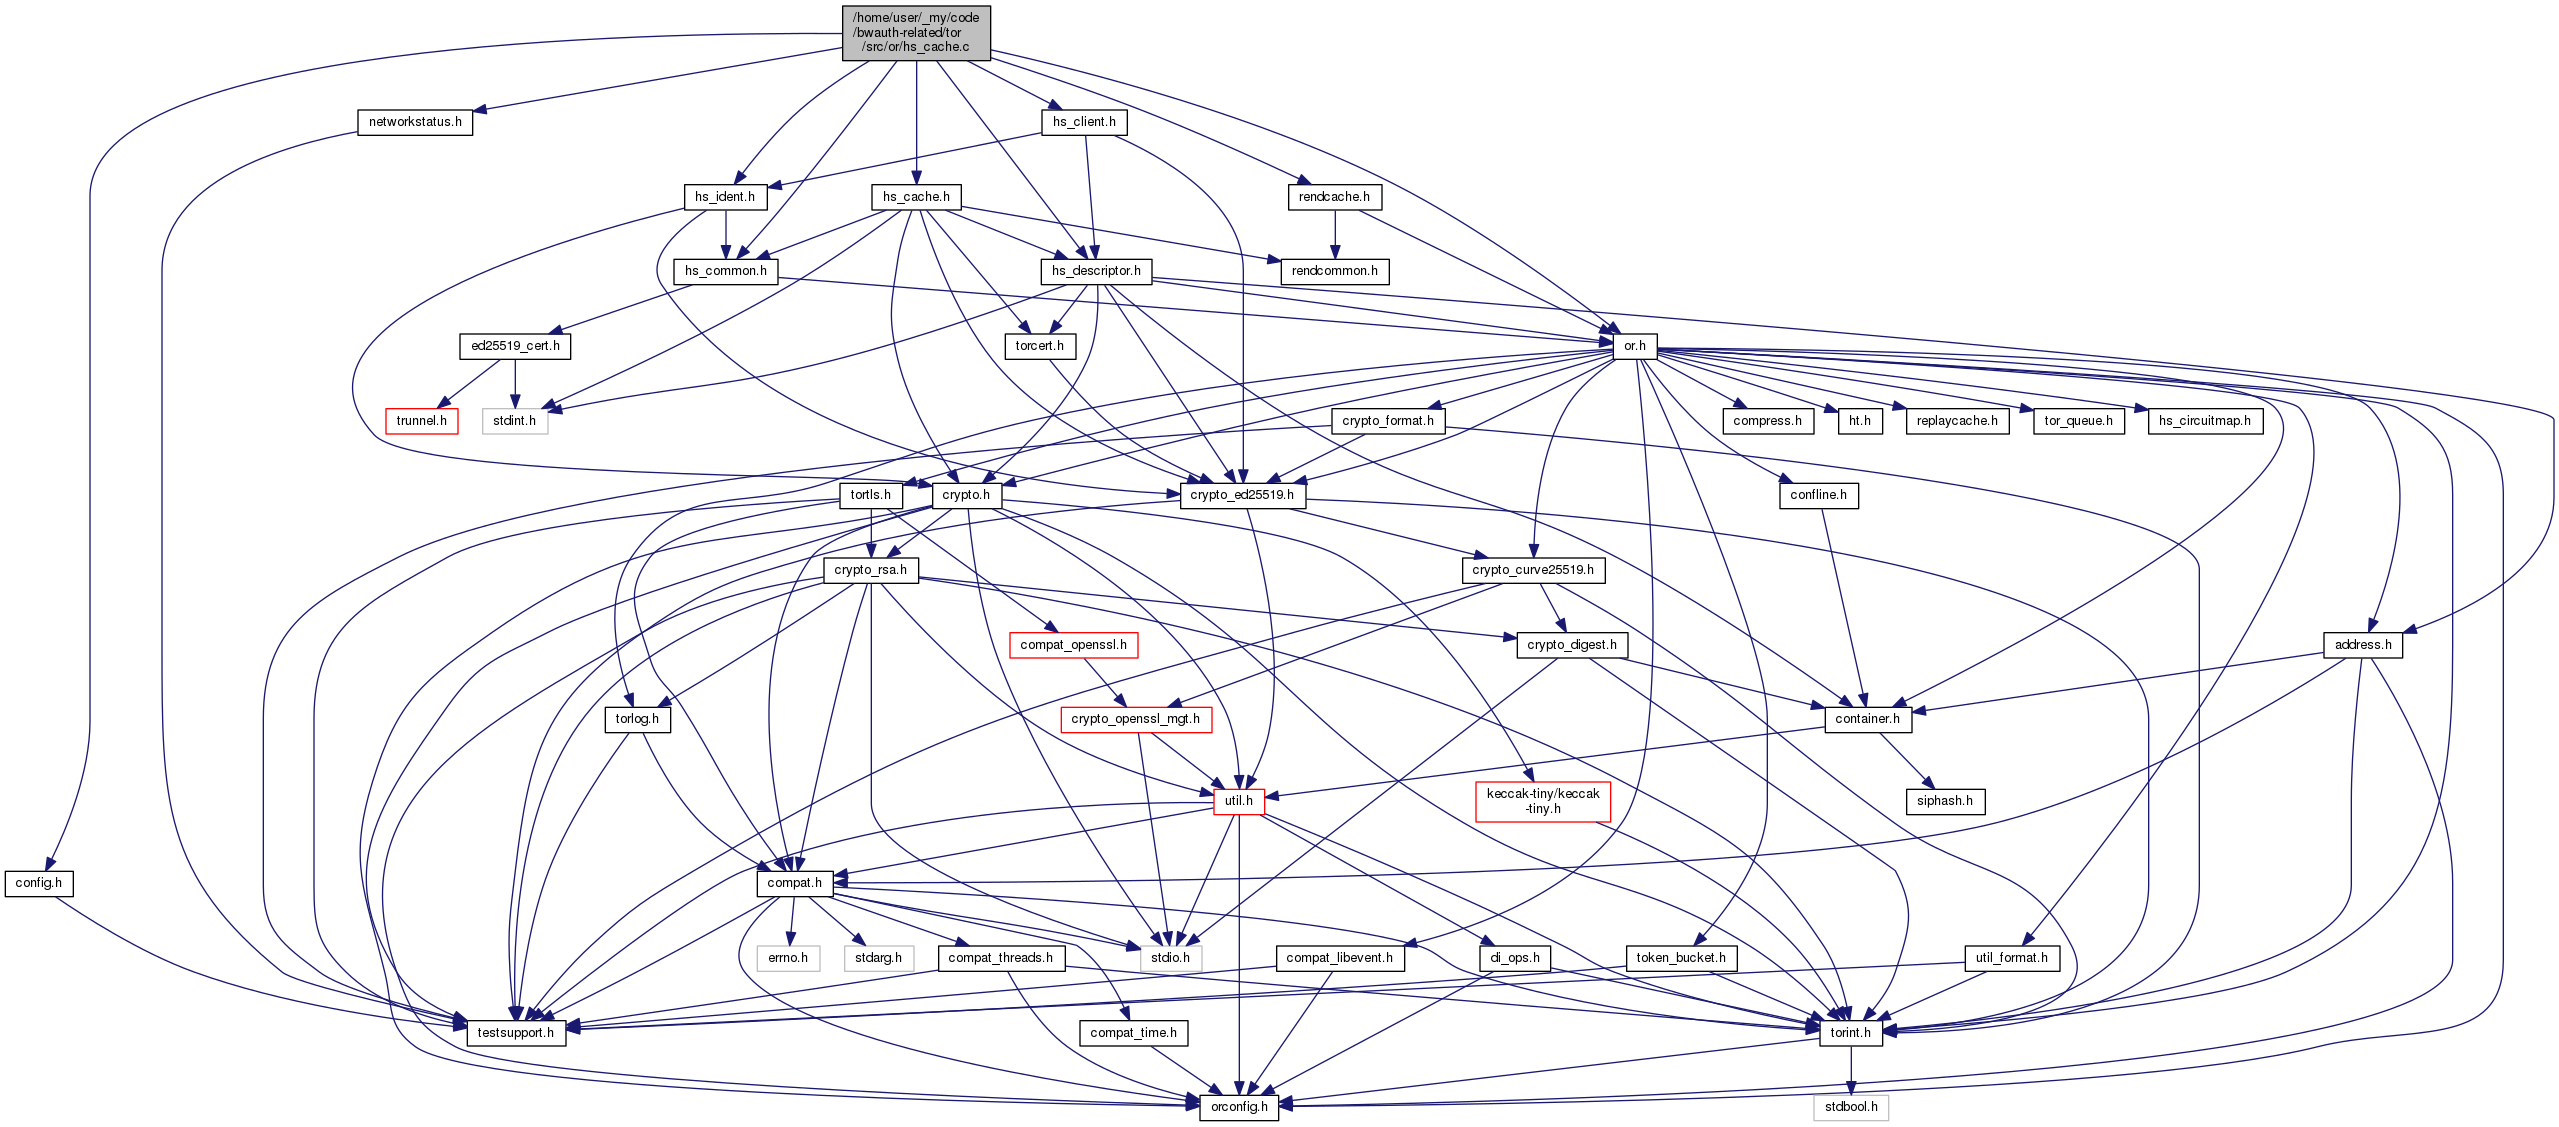 /home/user/_my/code
/bwauth-related/tor
/src/or/hs_cache.c
networkstatus.h
hs_client.h
hs_ident.h
hs_cache.h
rendcache.h
hs_common.h
hs_descriptor.h
rendcommon.h
ed25519_cert.h
torcert.h
or.h
trunnel.h
stdint.h
crypto_format.h
compress.h
ht.h
replaycache.h
tor_queue.h
hs_circuitmap.h
tortls.h
crypto.h
crypto_ed25519.h
confline.h
crypto_rsa.h
crypto_curve25519.h
compat_openssl.h
crypto_digest.h
address.h
torlog.h
crypto_openssl_mgt.h
container.h
util.h
keccak-tiny/keccak
-tiny.h
siphash.h
config.h
compat.h
errno.h
stdarg.h
compat_threads.h
stdio.h
compat_libevent.h
di_ops.h
token_bucket.h
util_format.h
testsupport.h
compat_time.h
torint.h
orconfig.h
stdbool.h